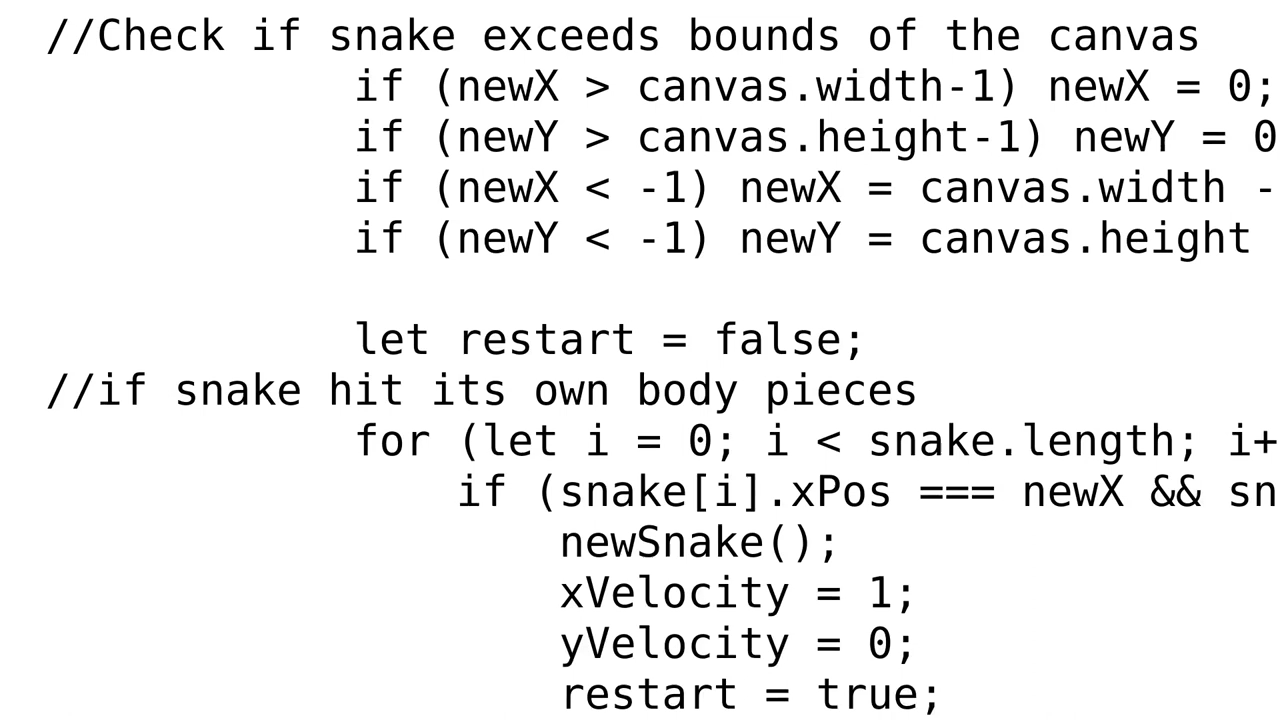 //Check if snake exceeds bounds of the canvas
if (newX > canvas.width-1) newX = 0;
if (newY > canvas.height-1) newY = 0
if (newX < -1) newX = canvas.width -
if (newY < -1) newY = canvas.height
let restart = false;
//if snake hit its own body pieces
for (let i = 0; i < snake.length; i+
if (snake[i].xPos === newX && sn
newSnake();
xVelocity = 1;
yVelocity = 0;
restart = true;